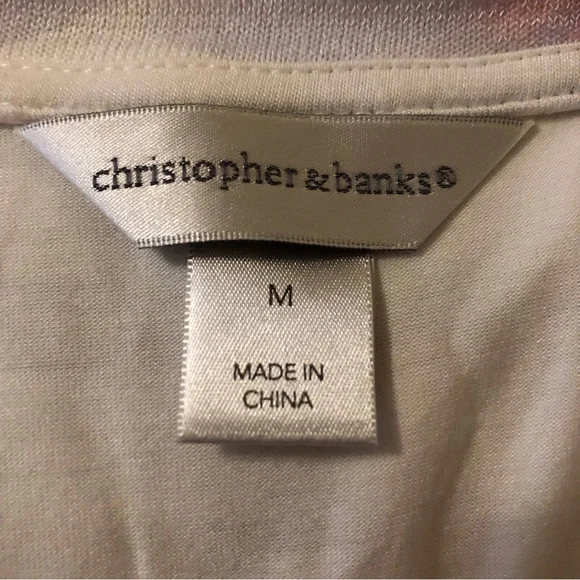 christopher & banks®
M
MADE IN
CHINA